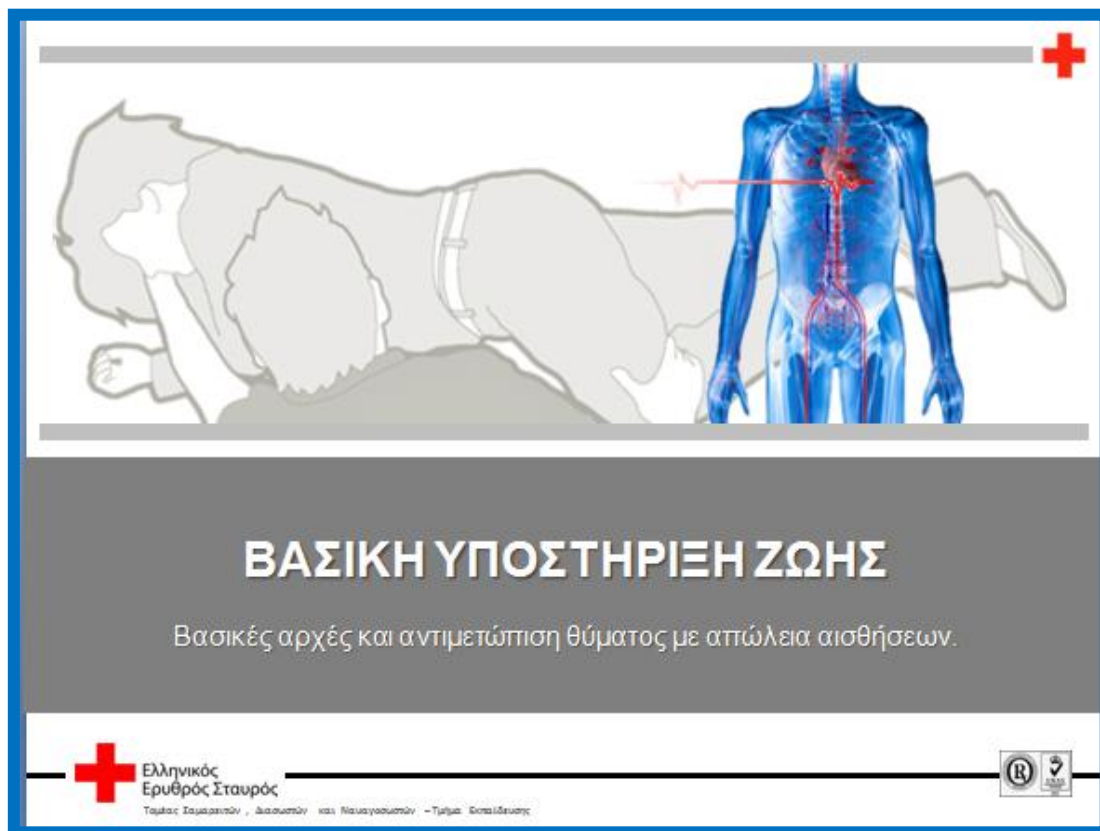 ΒΑΣΙΚΗ ΥΠΟΣΤΗΡΙΞΗ ΖΩΗΣ
Βασικές αρχές και αντιμετώπιση θύματος με απώλεια αισθήσεων.
Ελληνικός
Ερυθρός Σταυρός
Τομέας Σαμαρειτών , Διασωστών και Ναυαγοσωστών –Τμήμα Εκπαίδευσης
R